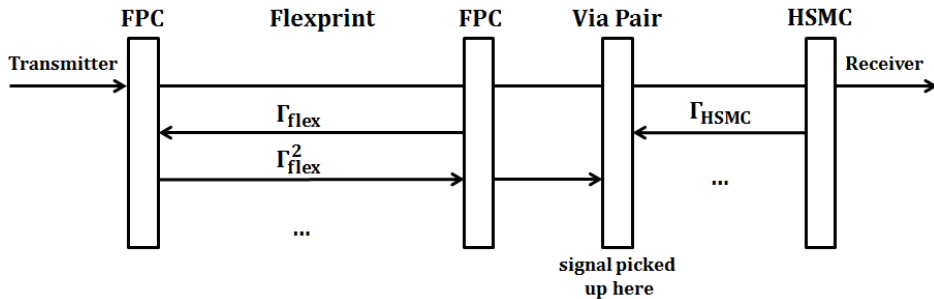 FPC Flexprint FPC Via Pair HSMC
Transmitter Receiver
Γflex ΓHSMC
Γ²flex ...
...
signal picked
up here